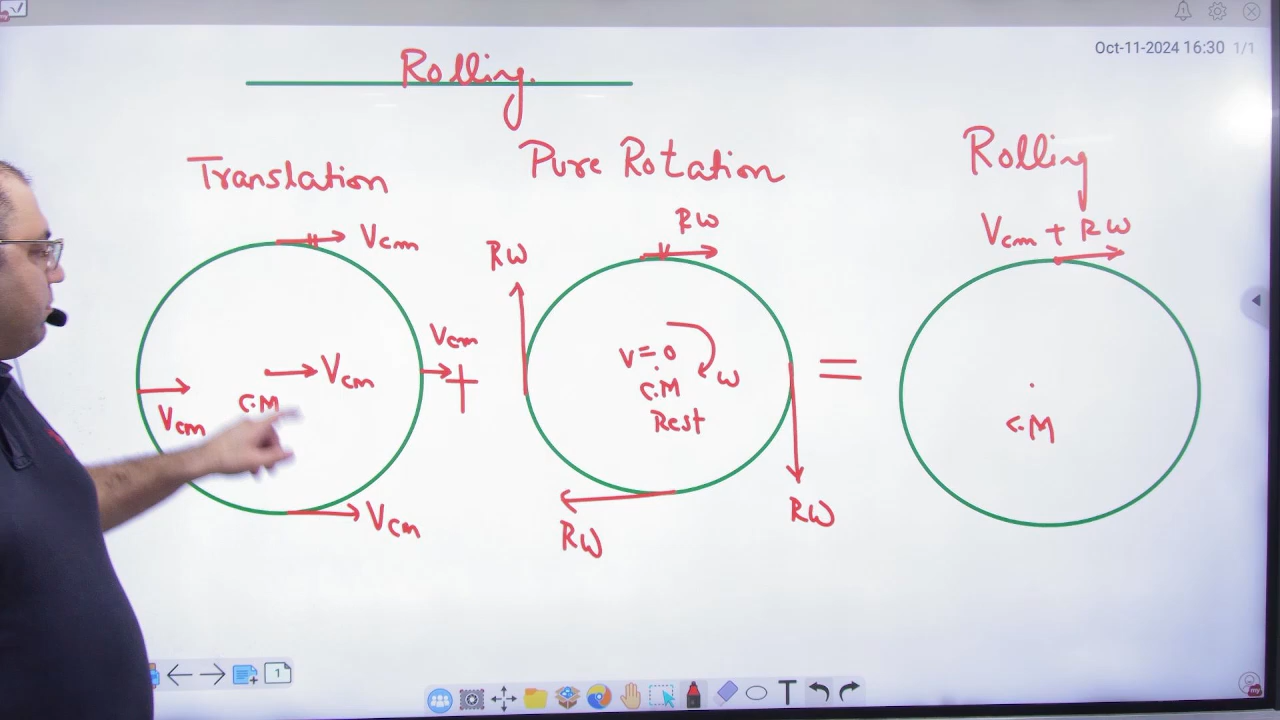 Oct-11-2024 16:30 1/1
Rolling.
Translation
Pure Rotation
Rolling
Vcm
RW
RW
Vcm + RW
Vcm
Vcm
C.M
Vcm
v=0
C.M
Rest
ω
+
=
C.M
Vcm
RW
RW
1
T